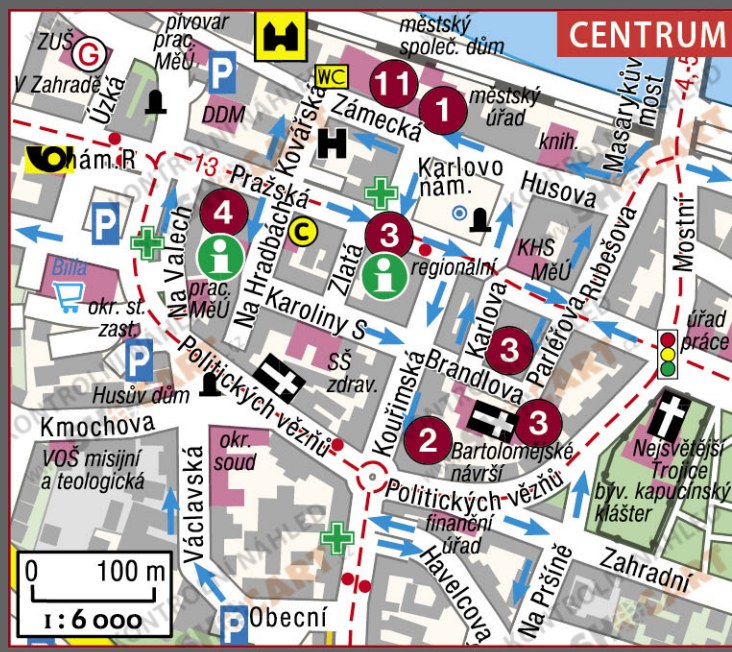 CENTRUM
ZUŠ
G
V Zahradě
pivovar
prac.
MěÚ
P
WC
městský
společ. dům
11
1
městský
úřad
Masarykův
most
4,5
Úzká
DDM
Kovářská
Zámecká
knih.
Husova
nám. R
13
Pražská
Karlovo
nám.
4
Na Valech
prac.
MěÚ
Na Hradbách
C
Zlatá
3
regionální
KHS
MěÚ
Rubešova
Mostní
P
Billa
okr. st.
zast.
P
Karoliny S
SŠ
zdrav.
Kouřimská
Karlova
3
Brandlova
Parléřova
úřad
práce
Husův dům
Politických vězňů
Kmochova
VOŠ misijní
a teologická
Václavská
okr.
soud
2
3
Bartolomějské
návrší
Nejsvětější
Trojice
býv. kapucínský
klášter
Politických vězňů
finanční
úřad
Havelcova
Na Pršíně
Zahradní
P
Obecní
0 100 m
1:6 000
KONTROLNÍ NÁHLED